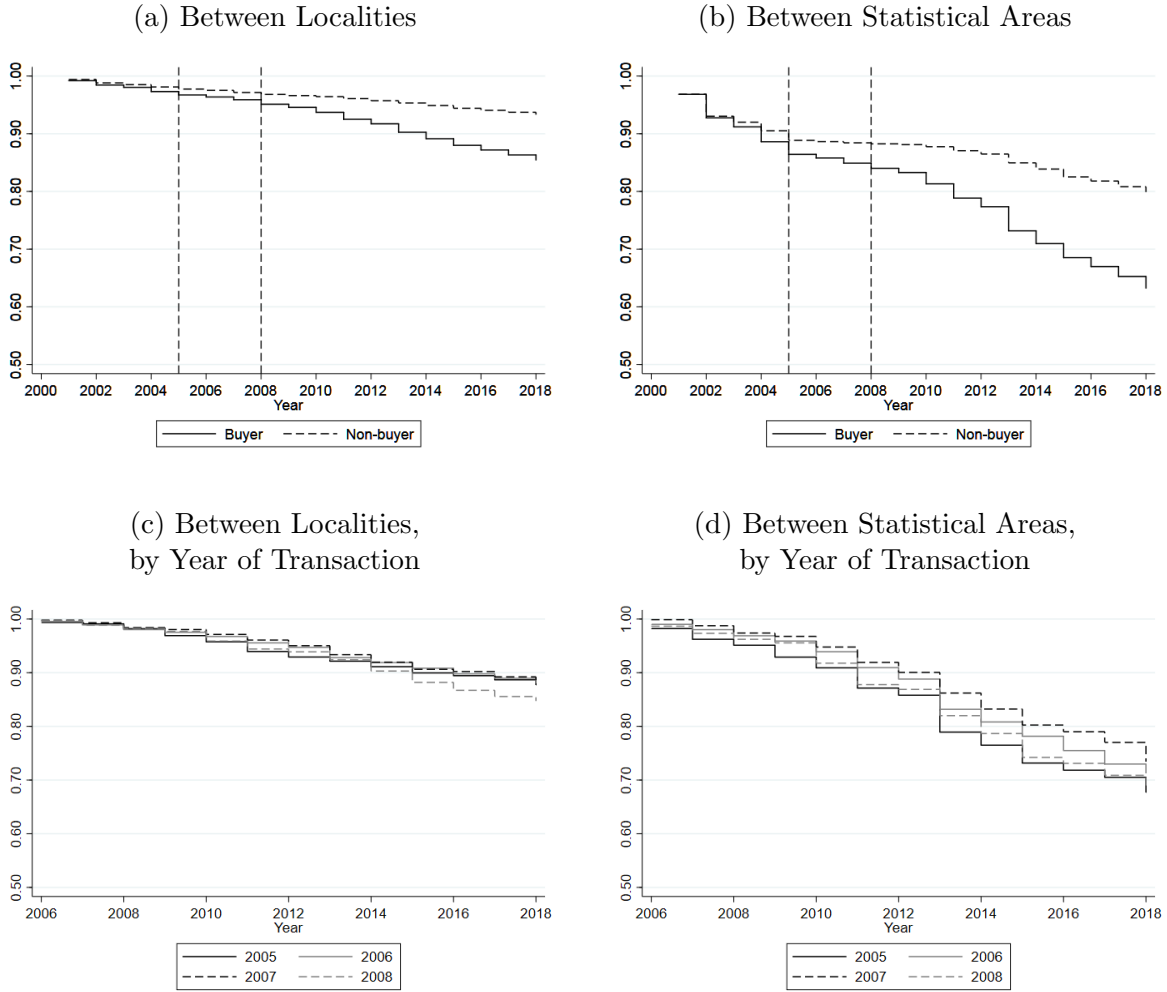 (a) Between Localities
1.00
0.90
0.80
0.70
0.60
0.50
2000 2002 2004 2006 2008 2010 2012 2014 2016 2018
Year
Buyer Non-buyer
(b) Between Statistical Areas
1.00
0.90
0.80
0.70
0.60
0.50
2000 2002 2004 2006 2008 2010 2012 2014 2016 2018
Year
Buyer Non-buyer
(c) Between Localities,
by Year of Transaction
1.00
0.90
0.80
0.70
0.60
0.50
2006 2008 2010 2012 2014 2016 2018
Year
2005 2006
2007 2008
(d) Between Statistical Areas,
by Year of Transaction
1.00
0.90
0.80
0.70
0.60
0.50
2006 2008 2010 2012 2014 2016 2018
Year
2005 2006
2007 2008